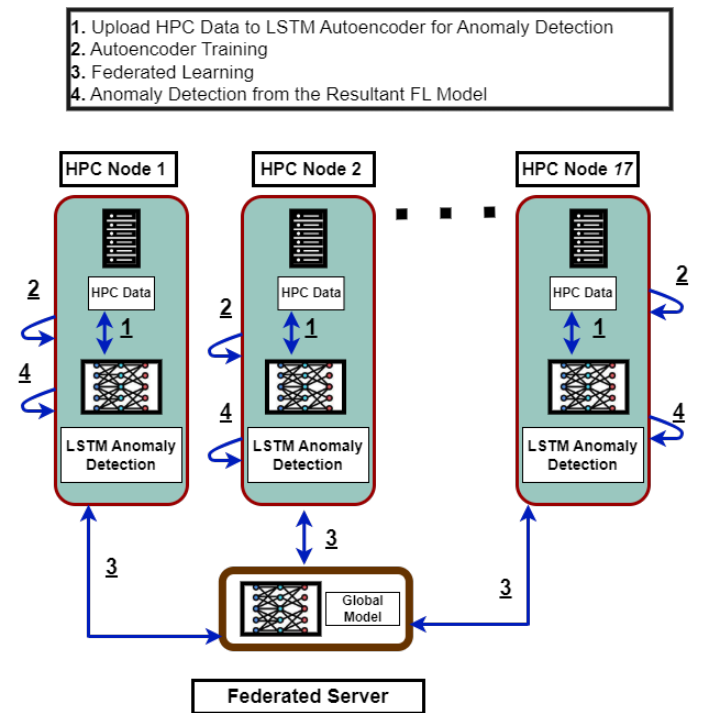 1. Upload HPC Data to LSTM Autoencoder for Anomaly Detection
2. Autoencoder Training
3. Federated Learning
4. Anomaly Detection from the Resultant FL Model
HPC Node 1
HPC Node 2
HPC Node 17
HPC Data
HPC Data
HPC Data
2
2
2
1
1
1
4
4
4
LSTM Anomaly
Detection
LSTM Anomaly
Detection
LSTM Anomaly
Detection
3
3
3
Global
Model
Federated Server